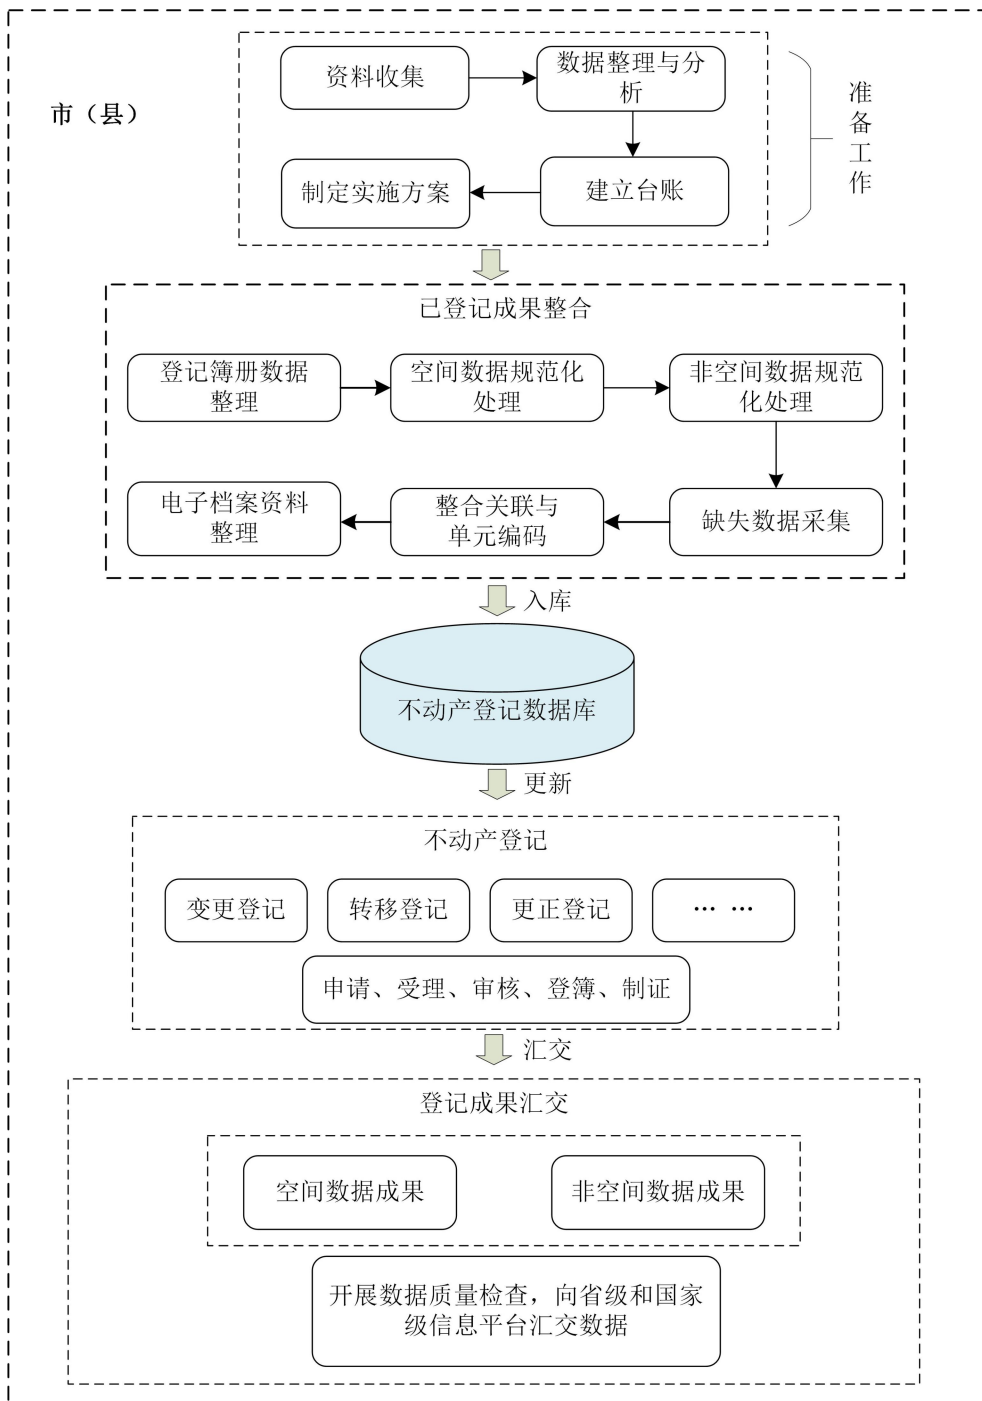 市（县）
资料收集
数据整理与分
析
准
备
工
作
制定实施方案
建立台账
已登记成果整合
登记簿册数据
整理
空间数据规范化
处理
非空间数据规范
化处理
电子档案资料
整理
整合关联与
单元编码
缺失数据采集
入库
不动产登记数据库
更新
不动产登记
变更登记
转移登记
更正登记
… …
申请、受理、审核、登簿、制证
汇交
登记成果汇交
空间数据成果
非空间数据成果
开展数据质量检查，向省级和国家
级信息平台汇交数据